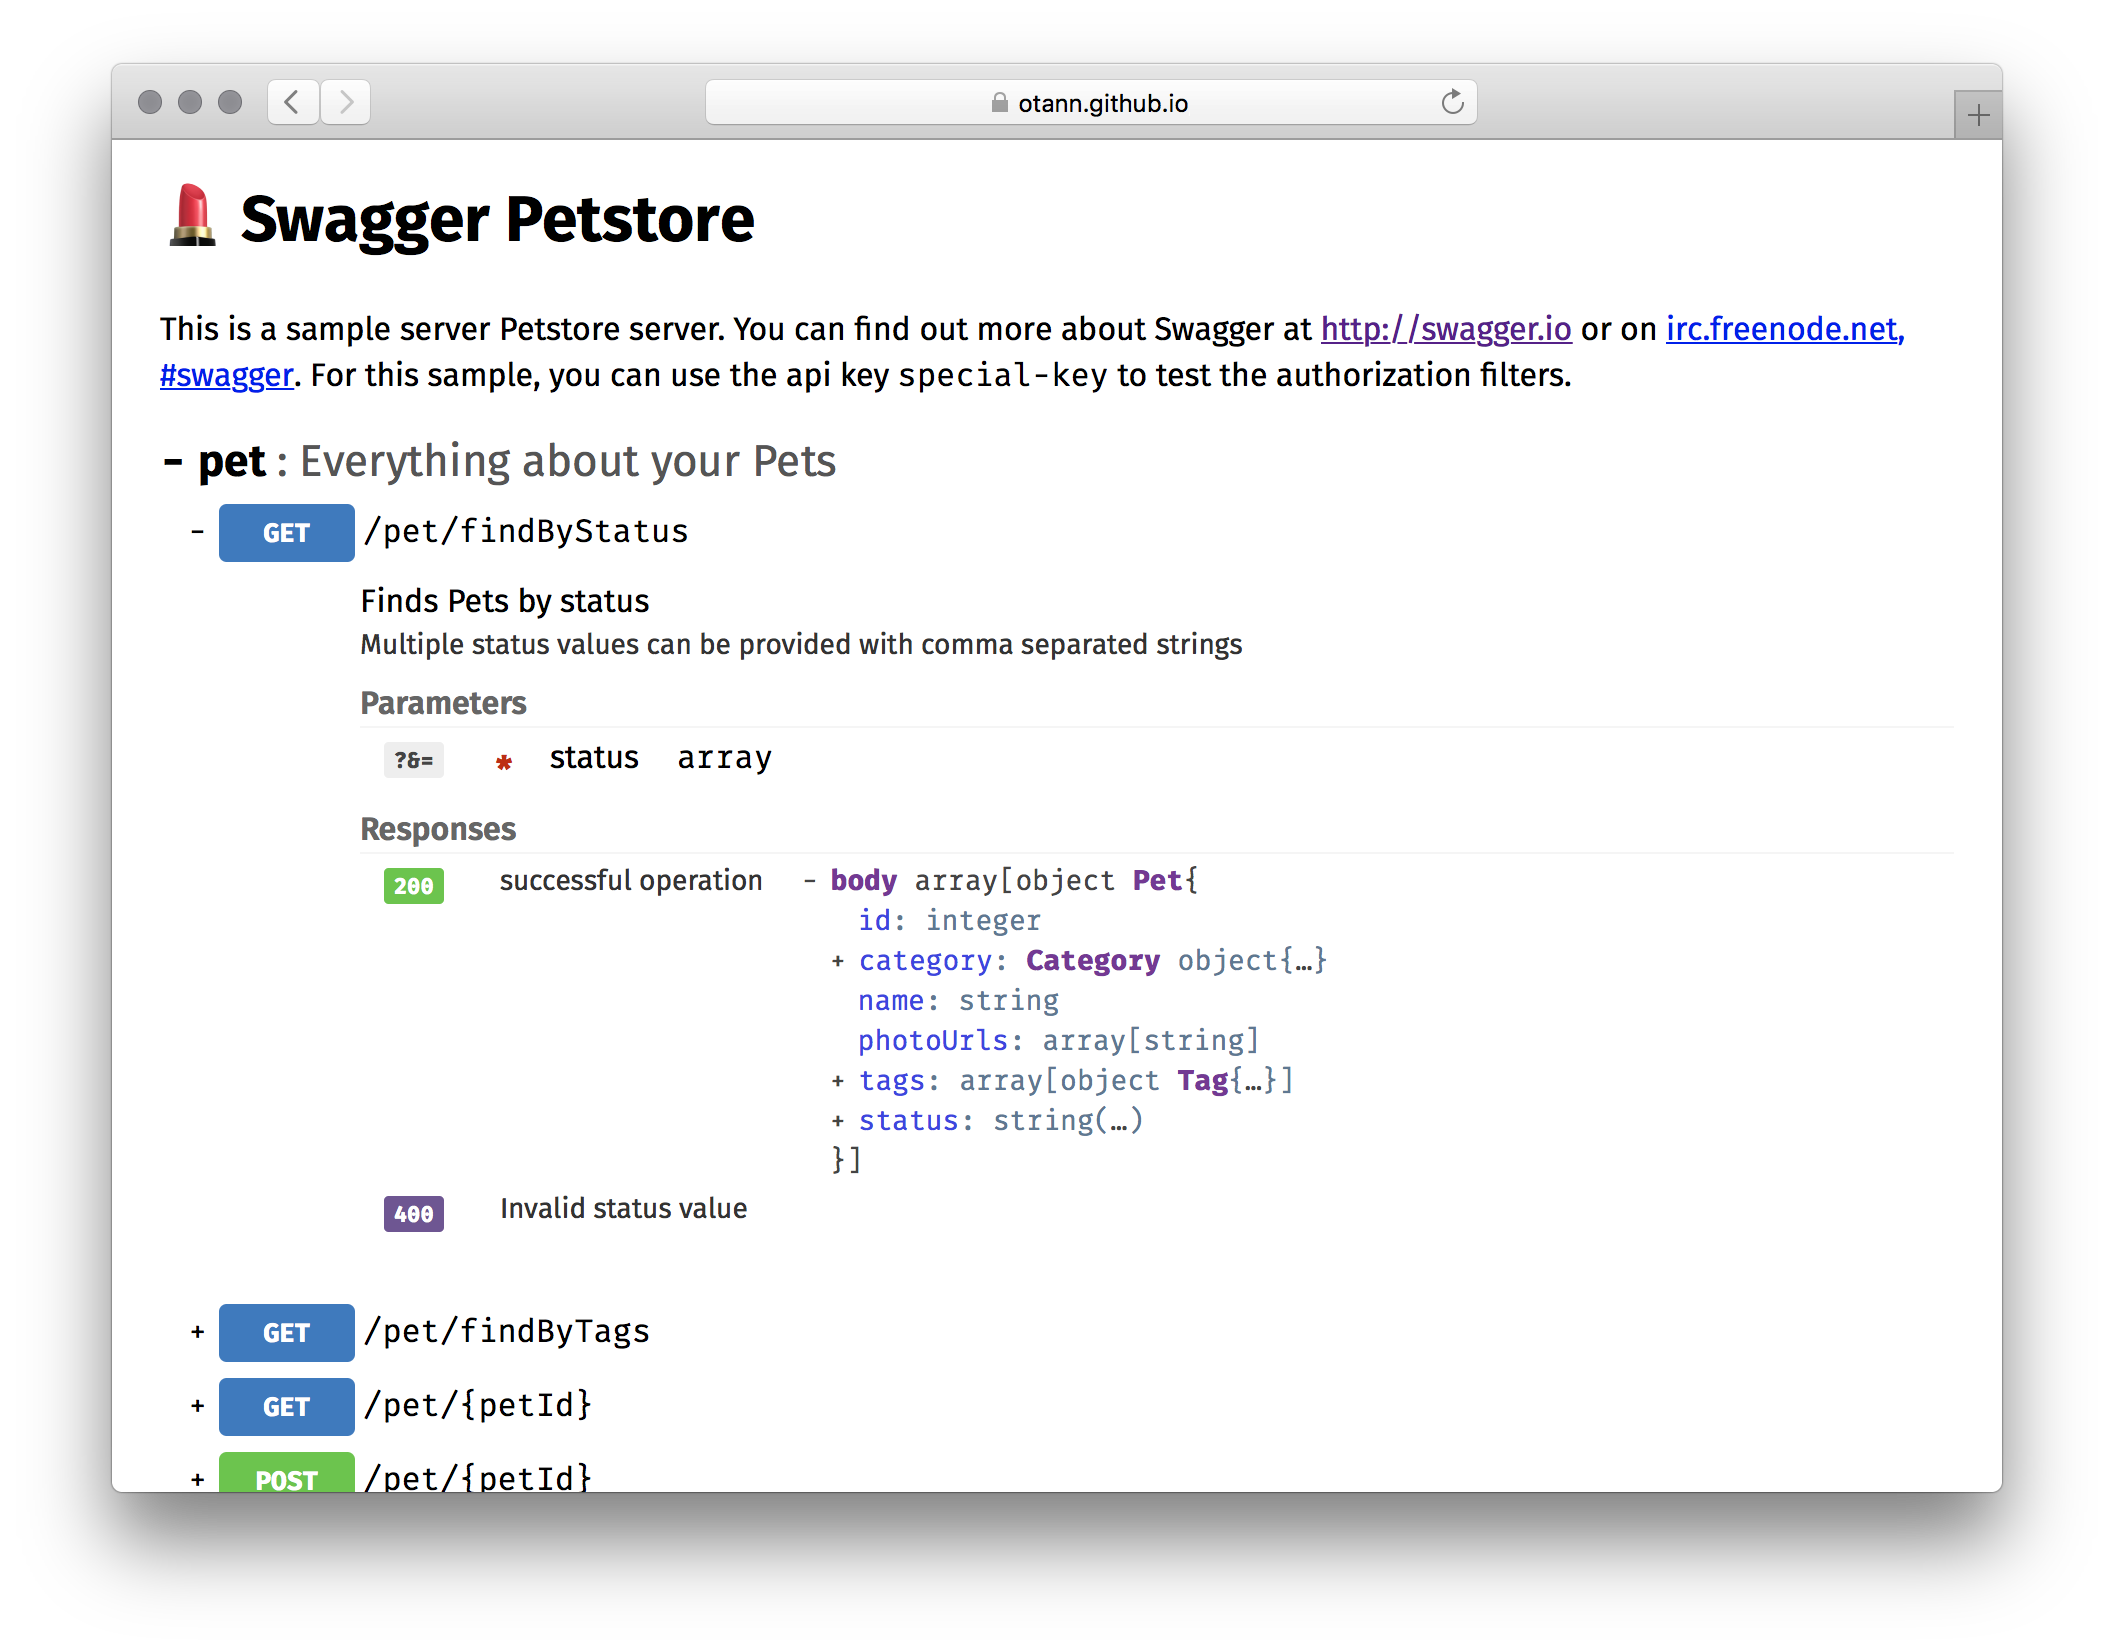 otann.github.io
Swagger Petstore
This is a sample server Petstore server. You can find out more about Swagger at http://swagger.io or on irc.freenode.net,
#swagger. For this sample, you can use the api key special-key to test the authorization filters.
- pet : Everything about your Pets
- GET /pet/findByStatus
Finds Pets by status
Multiple status values can be provided with comma separated strings
Parameters
?&= * status array
Responses
200 successful operation - body array[object Pet{
id: integer
+ category: Category object{…}
name: string
photoUrls: array[string]
+ tags: array[object Tag{…}]
+ status: string(…)
}]
400 Invalid status value
+ GET /pet/findByTags
+ GET /pet/{petId}
+ POST /pet/{petId}